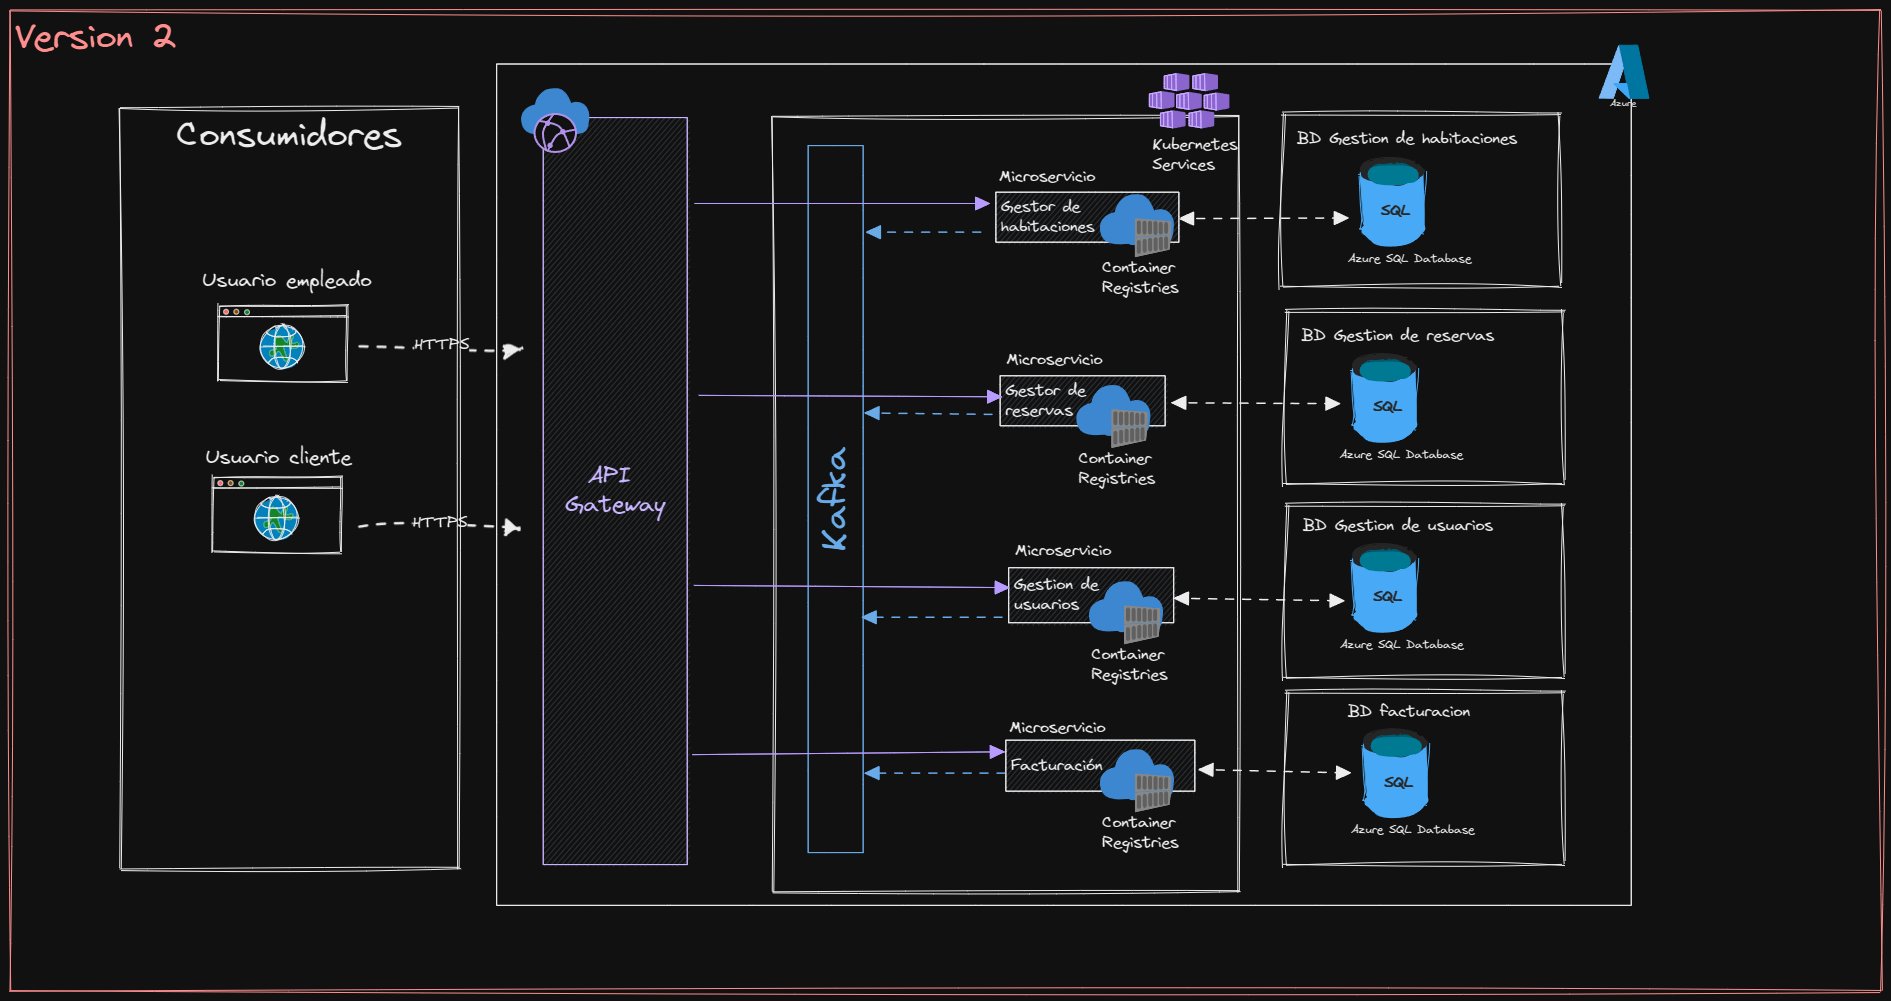 Version 2
Consumidores
Usuario empleado
HTTPS
Usuario cliente
HTTPS
API
Gateway
Kafka
Kubernetes
Services
Azure
Microservicio
Gestor de
habitaciones
Container
Registries
BD Gestion de habitaciones
SQL
Azure SQL Database
Microservicio
Gestor de
reservas
Container
Registries
BD Gestion de reservas
SQL
Azure SQL Database
Microservicio
Gestion de
usuarios
Container
Registries
BD Gestion de usuarios
SQL
Azure SQL Database
Microservicio
Facturación
Container
Registries
BD facturacion
SQL
Azure SQL Database